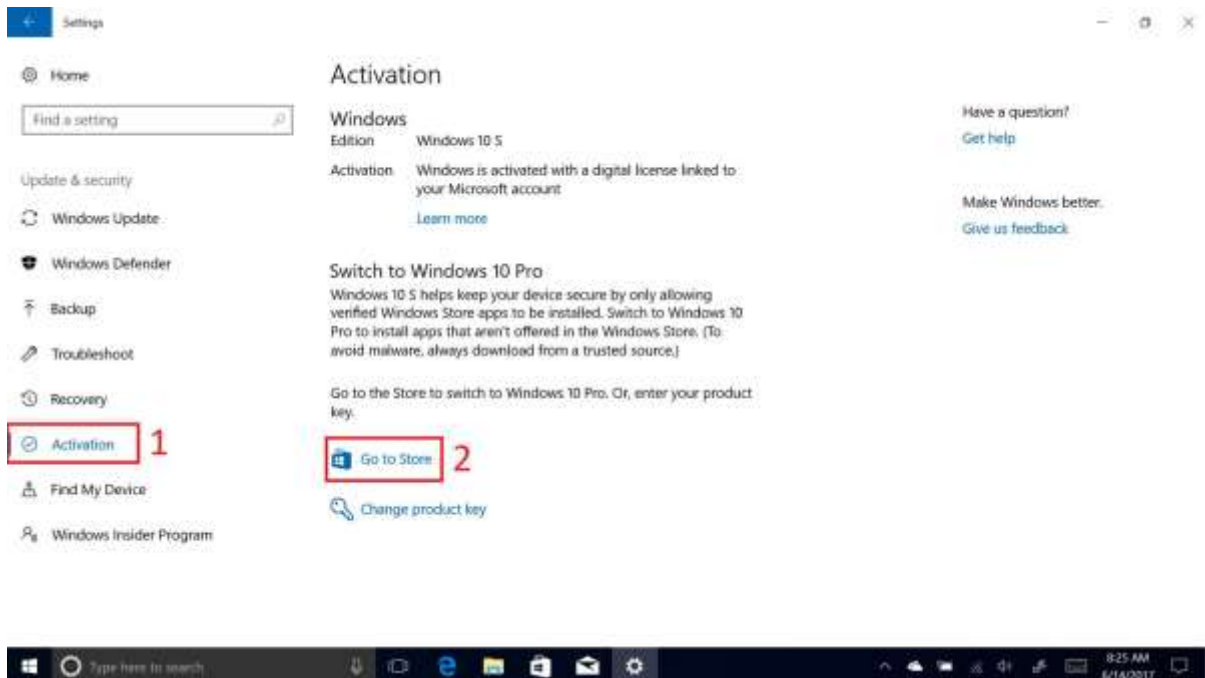 Settings
Home
Find a setting
Update & security
Windows Update
Windows Defender
Backup
Troubleshoot
Recovery
Activation
1
Find My Device
Windows Insider Program
Activation
Windows
Edition Windows 10 S
Activation Windows is activated with a digital license linked to
your Microsoft account
Learn more
Switch to Windows 10 Pro
Windows 10 S helps keep your device secure by only allowing
verified Windows Store apps to be installed. Switch to Windows 10
Pro to install apps that aren't offered in the Windows Store. (To
avoid malware, always download from a trusted source.)
Go to the Store to switch to Windows 10 Pro. Or, enter your product
key.
Go to Store
2
Change product key
Have a question?
Get help
Make Windows better.
Give us feedback
Type here to search
8:25 AM
6/14/2017